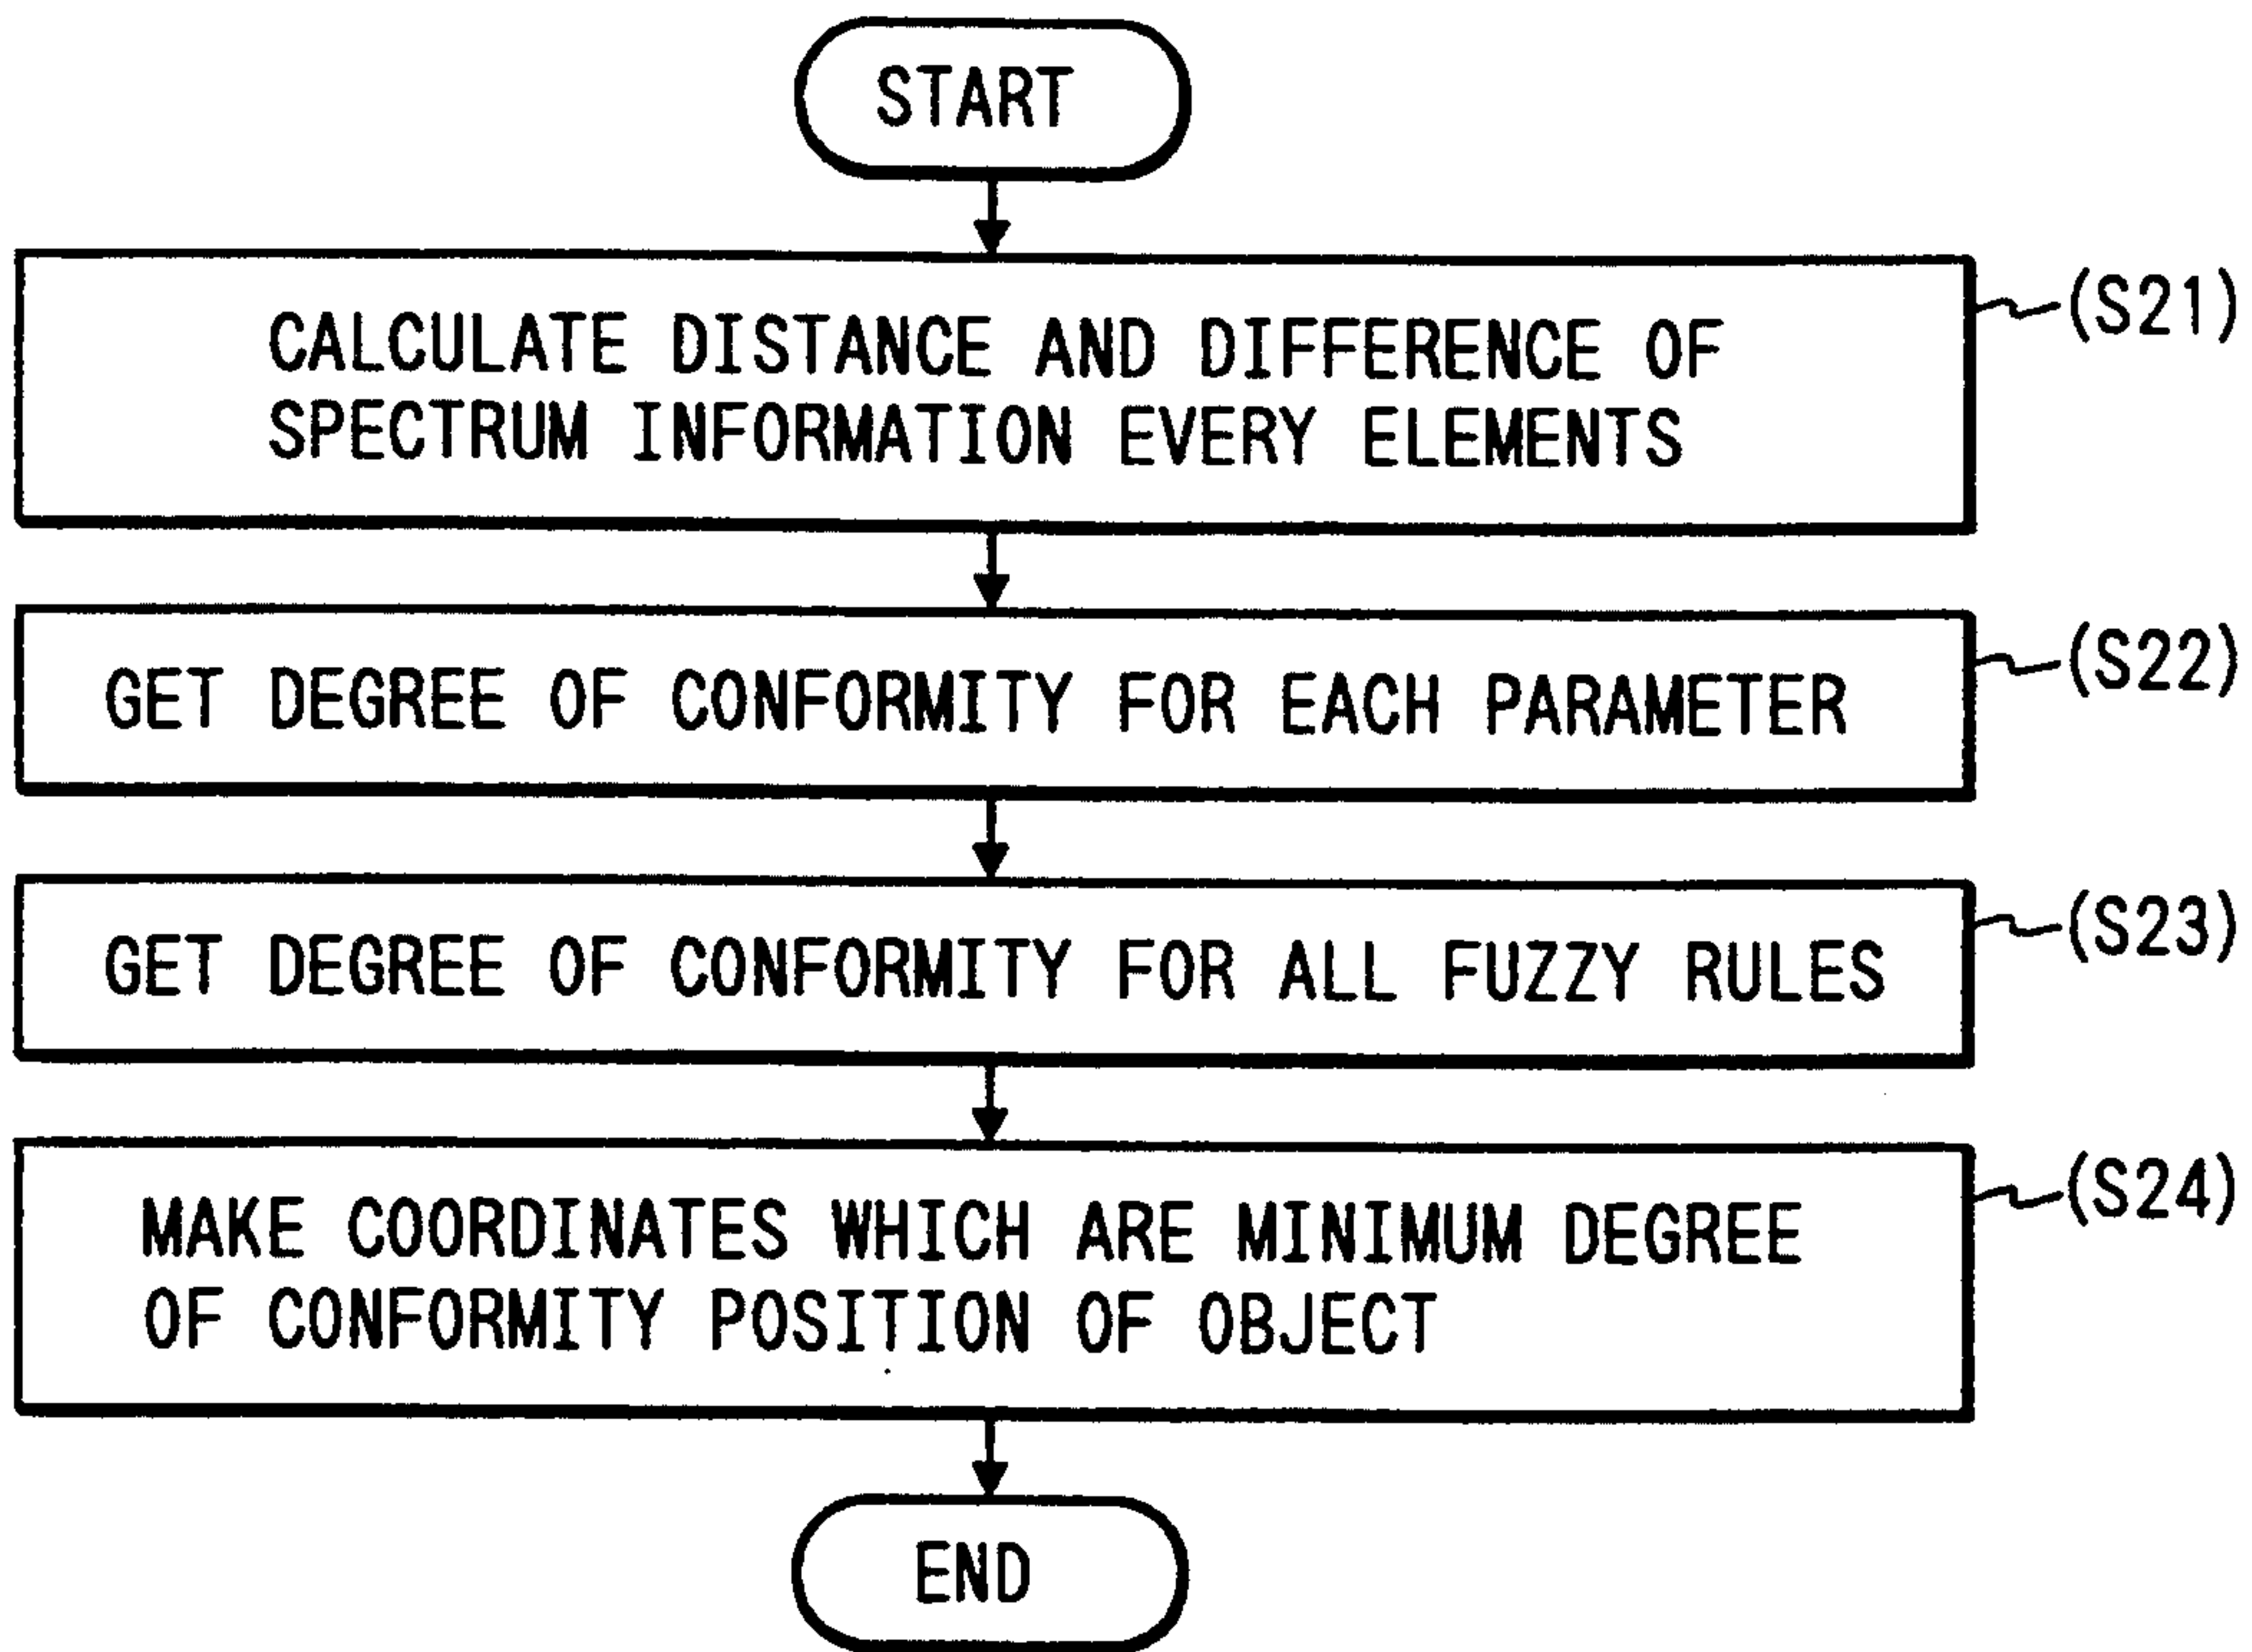 START
CALCULATE DISTANCE AND DIFFERENCE OF
SPECTRUM INFORMATION EVERY ELEMENTS
(S21)
GET DEGREE OF CONFORMITY FOR EACH PARAMETER
(S22)
GET DEGREE OF CONFORMITY FOR ALL FUZZY RULES
(S23)
MAKE COORDINATES WHICH ARE MINIMUM DEGREE
OF CONFORMITY POSITION OF OBJECT
(S24)
END